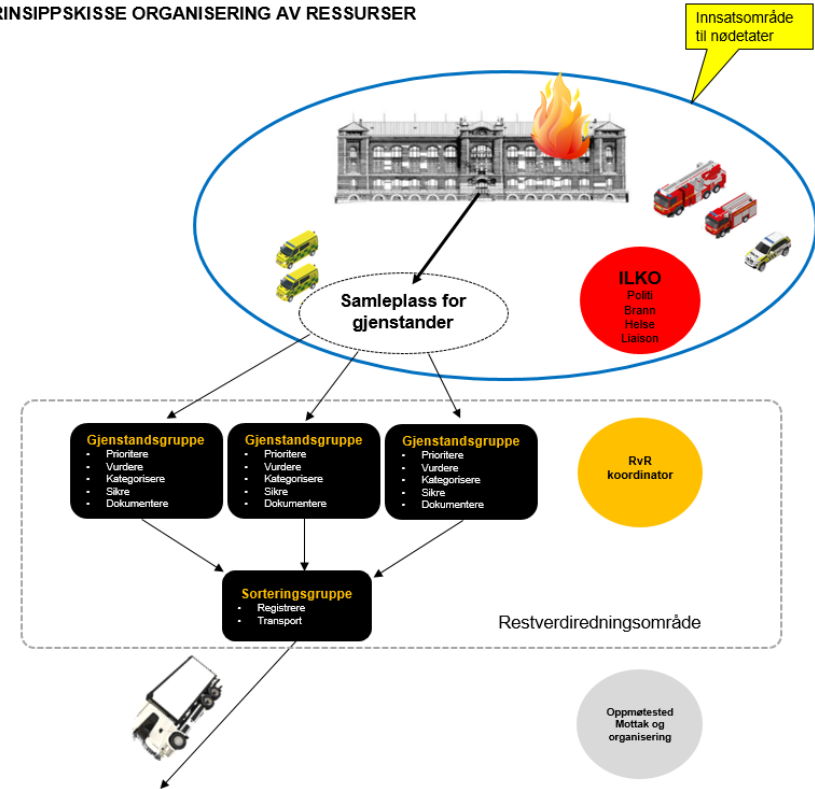 RINSIPPSKISSE ORGANISERING AV RESSURSER
Innsatsområde
til nødetater
ILKO
Politi
Brann
Helse
Liaison
Samleplass for
gjenstander
Gjenstandsgruppe
• Prioritere
• Vurdere
• Kategorisere
• Sikre
• Dokumentere
Gjenstandsgruppe
• Prioritere
• Vurdere
• Kategorisere
• Sikre
• Dokumentere
Gjenstandsgruppe
• Prioritere
• Vurdere
• Kategorisere
• Sikre
• Dokumentere
RvR
koordinator
Sorteringsgruppe
• Registrere
• Transport
Restverdiredningsområde
Oppmøtested
Mottak og
organisering